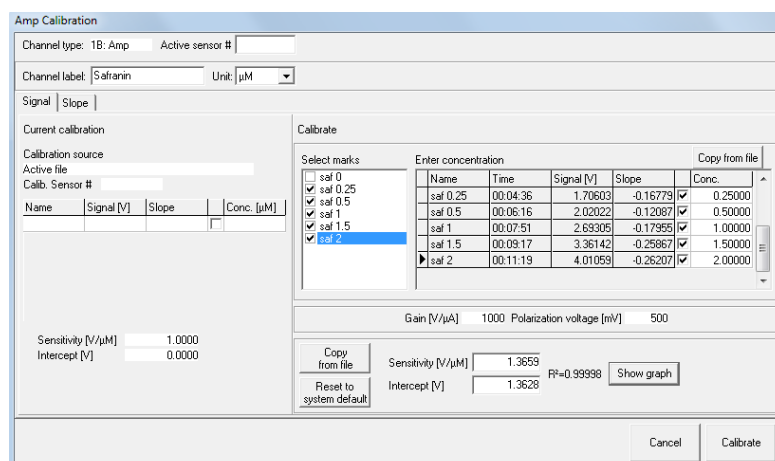 Amp Calibration
Channel type: 1B: Amp Active sensor #
Channel label: Safranin Unit: µM
Signal Slope
Current calibration
Calibration source
Active file
Calib. Sensor #
Name Signal [V] Slope Conc. [µM]
Sensitivity [V/µM] 1.0000
Intercept [V] 0.0000
Calibrate
Select marks
saf 0
saf 0.25
saf 0.5
saf 1
saf 1.5
saf 2
Enter concentration Copy from file
Name Time Signal [V] Slope Conc.
saf 0.25 00:04:36 1.70603 -0.16779 0.25000
saf 0.5 00:06:16 2.02022 -0.12087 0.50000
saf 1 00:07:51 2.69305 -0.17955 1.00000
saf 1.5 00:09:17 3.36142 -0.25867 1.50000
saf 2 00:11:19 4.01059 -0.26207 2.00000
Gain [V/µA] 1000 Polarization voltage [mV] 500
Copy from file
Reset to system default
Sensitivity [V/µM] 1.3659
Intercept [V] 1.3628
R²=0.99998 Show graph
Cancel Calibrate